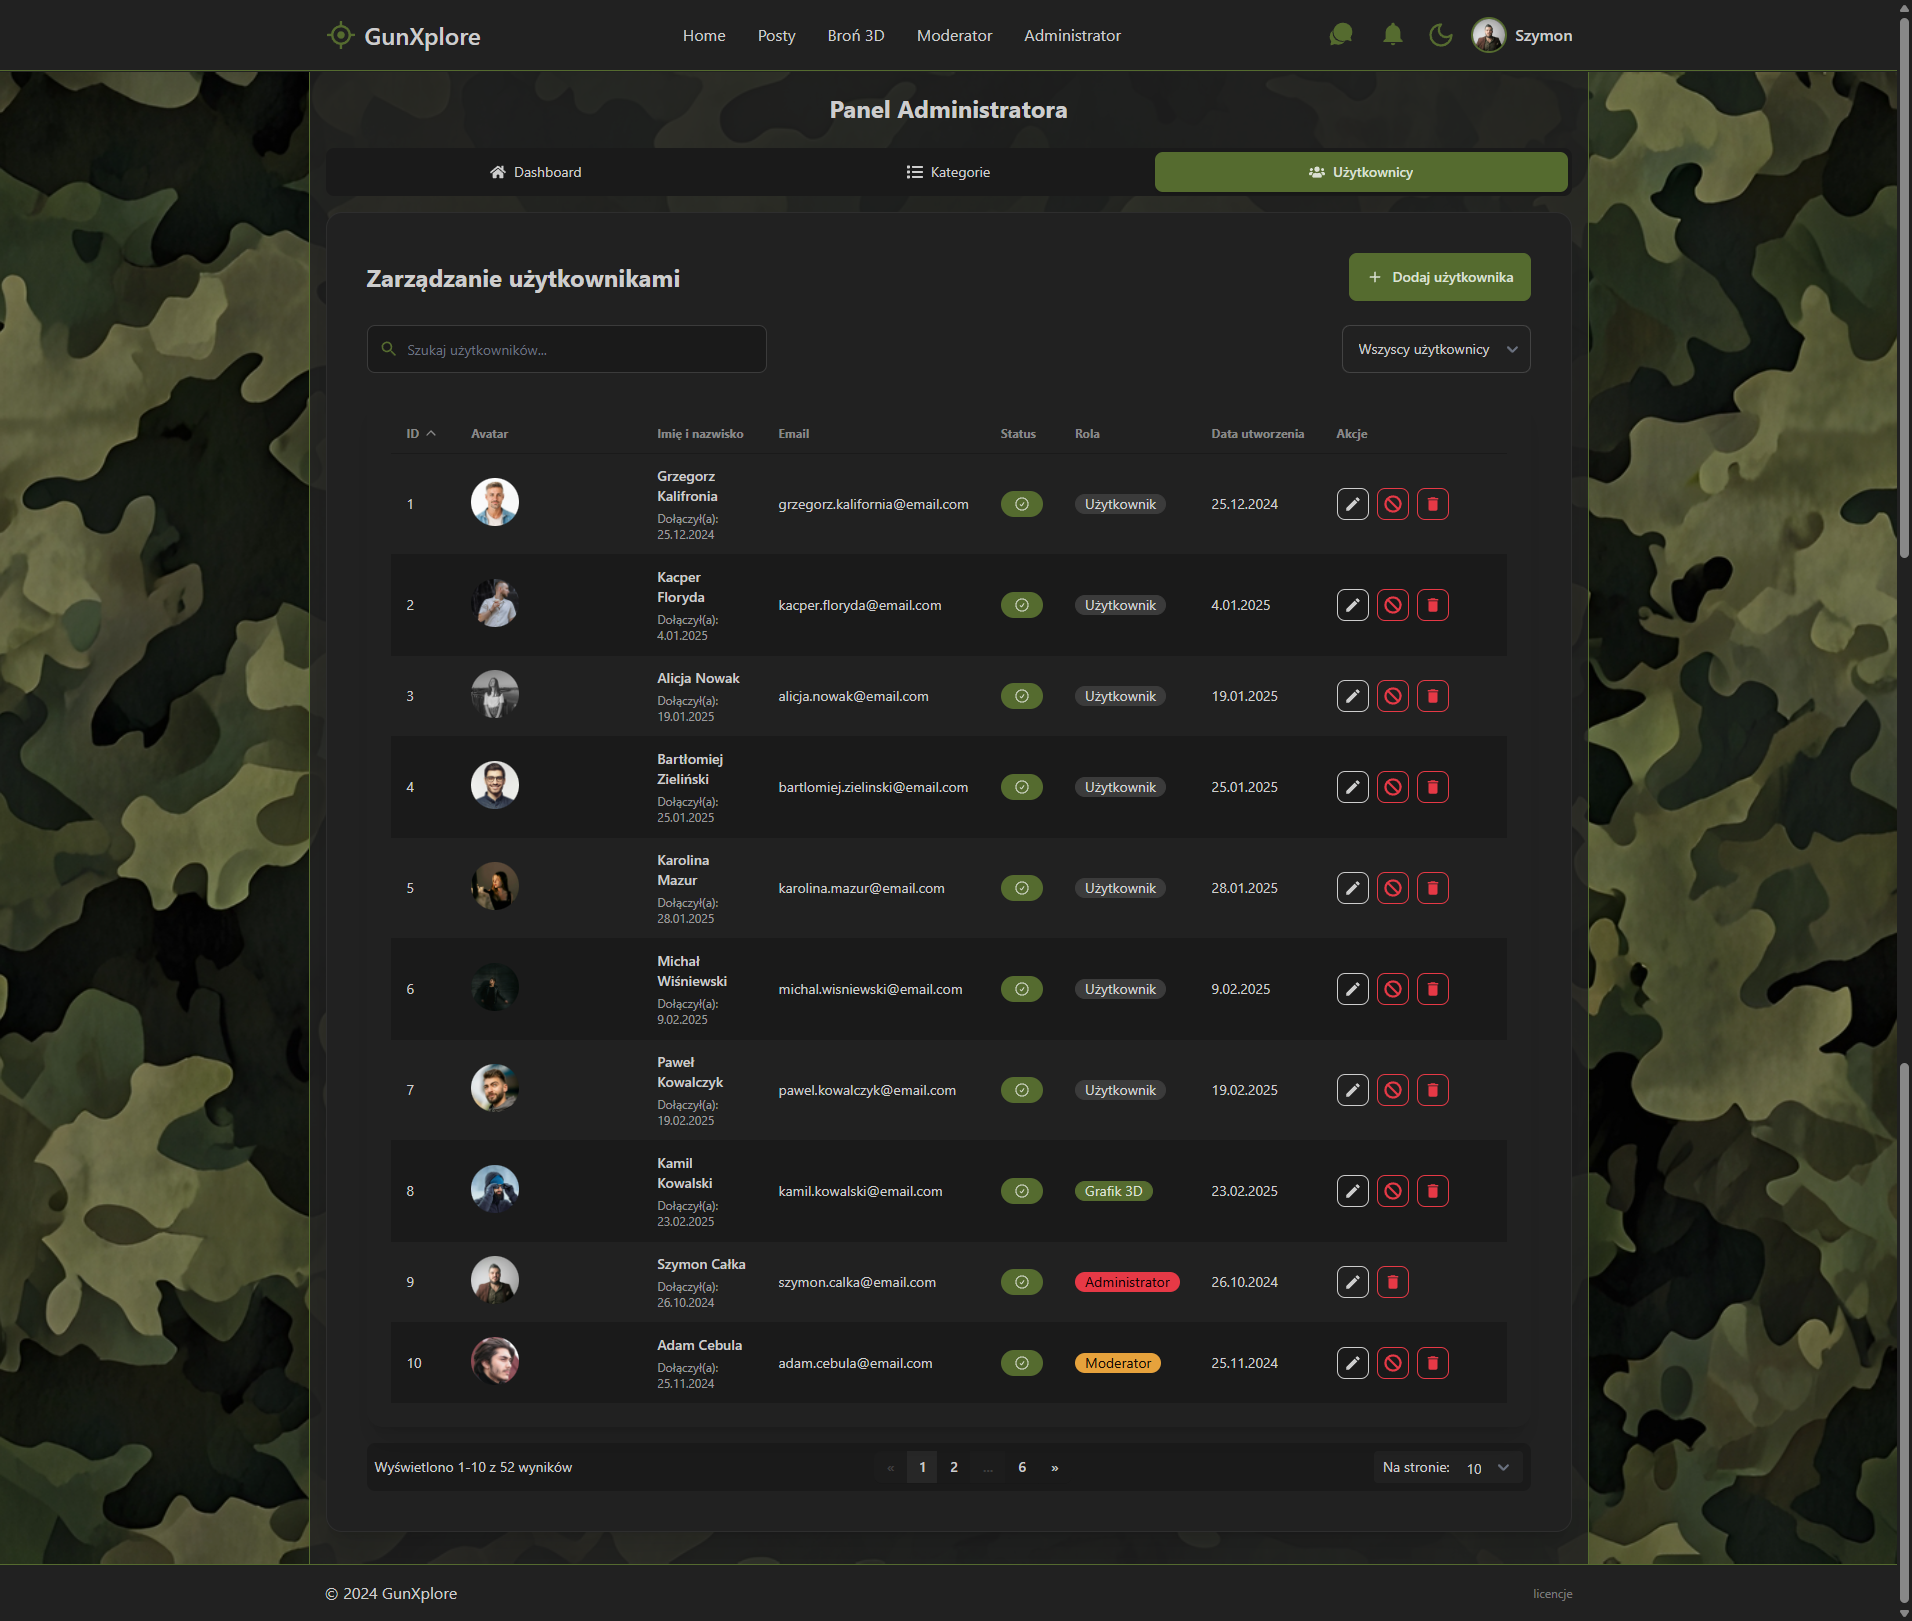 GunXplore
Home Posty Broń 3D Moderator Administrator
Szymon
Panel Administratora
Dashboard Kategorie Użytkownicy
Zarządzanie użytkownikami
+ Dodaj użytkownika
Szukaj użytkowników...
Wszyscy użytkownicy
ID Avatar Imię i nazwisko Email Status Rola Data utworzenia Akcje
Grzegorz
Kalifronia
1 grzegorz.kalifornia@email.com Użytkownik 25.12.2024
Dołączył(a):
25.12.2024
Kacper
Floryda
2 kacper.floryda@email.com Użytkownik 4.01.2025
Dołączył(a):
4.01.2025
Alicja Nowak
3 alicja.nowak@email.com Użytkownik 19.01.2025
Dołączył(a):
19.01.2025
Bartłomiej
Zieliński
4 bartlomiej.zielinski@email.com Użytkownik 25.01.2025
Dołączył(a):
25.01.2025
Karolina
Mazur
5 karolina.mazur@email.com Użytkownik 28.01.2025
Dołączył(a):
28.01.2025
Michał
Wiśniewski
6 michal.wisniewski@email.com Użytkownik 9.02.2025
Dołączył(a):
9.02.2025
Paweł
Kowalczyk
7 pawel.kowalczyk@email.com Użytkownik 19.02.2025
Dołączył(a):
19.02.2025
Kamil
Kowalski
8 kamil.kowalski@email.com Grafik 3D 23.02.2025
Dołączył(a):
23.02.2025
Szymon Całka
9 szymon.calka@email.com Administrator 26.10.2024
Dołączył(a):
26.10.2024
Adam Cebula
10 adam.cebula@email.com Moderator 25.11.2024
Dołączył(a):
25.11.2024
Wyświetlono 1-10 z 52 wyników « 1 2 ... 6 » Na stronie: 10
© 2024 GunXplore licencje